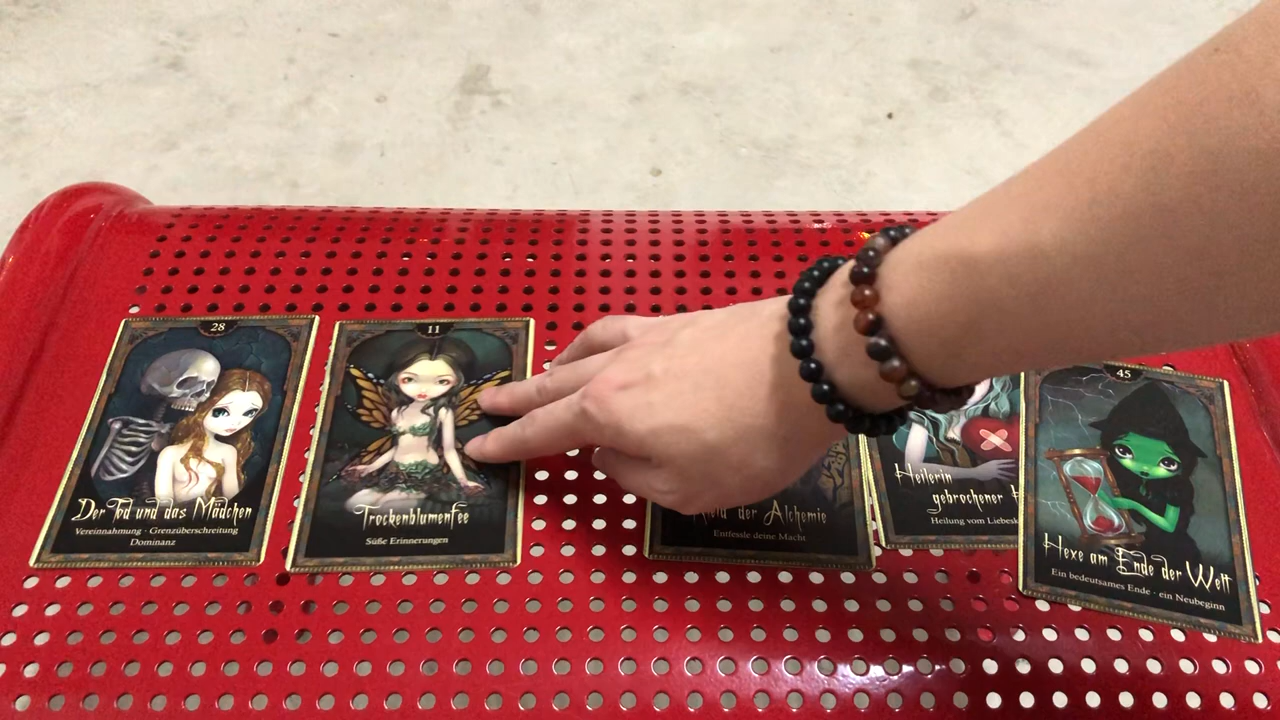 28
Der Tod und das Mädchen
Vereinnahmung · Grenzüberschreitung
Dominanz
11
Trockenblumenfee
Süße Erinnerungen
der Alchemie
Entfessle deine Macht
Heilerin
gebrochener
Heilung vom
45
Hexe am Ende der Welt
Ein bedeutsames Ende · ein Neubeginn